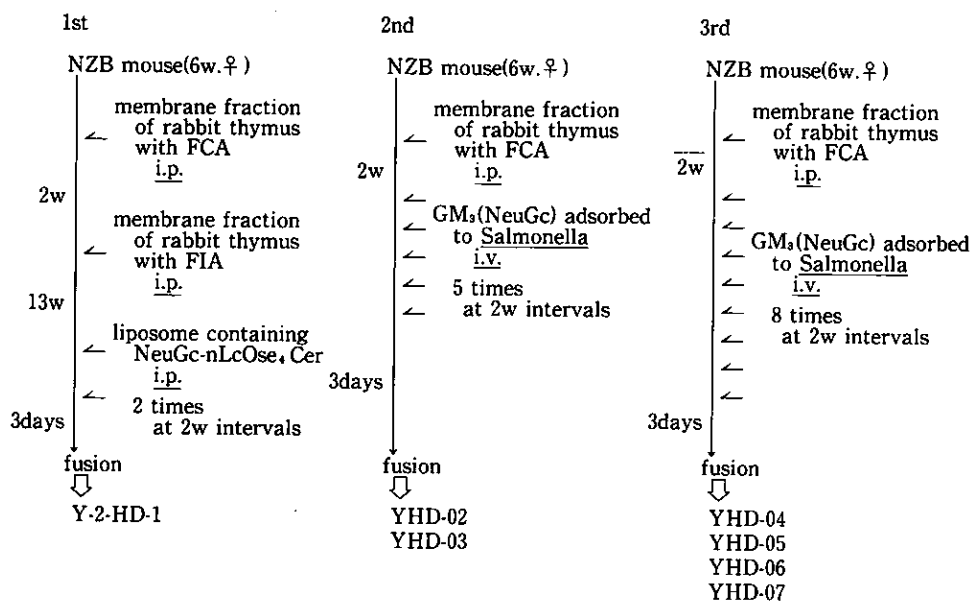 1st
NZB mouse(6w.♀)
membrane fraction
of rabbit thymus
with FCA
i.p.
2w
membrane fraction
of rabbit thymus
with FIA
i.p.
13w
liposome containing
NeuGc-nLcOse₄ Cer
i.p.
2 times
at 2w intervals
3days
fusion
Y-2-HD-1
2nd
NZB mouse(6w.♀)
membrane fraction
of rabbit thymus
with FCA
i.p.
2w
GM₃(NeuGc) adsorbed
to Salmonella
i.v.
5 times
at 2w intervals
3days
fusion
YHD-02
YHD-03
3rd
NZB mouse(6w.♀)
membrane fraction
of rabbit thymus
with FCA
i.p.
2w
GM₃(NeuGc) adsorbed
to Salmonella
i.v.
8 times
at 2w intervals
3days
fusion
YHD-04
YHD-05
YHD-06
YHD-07